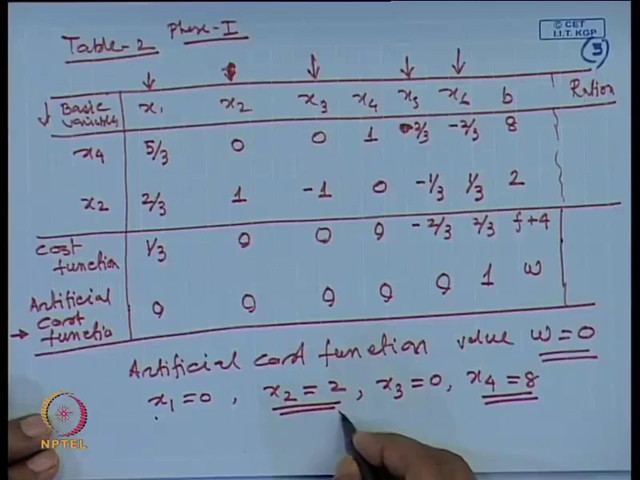 Table-2 Phase-I
© CET
I.I.T. KGP
5
Basic variables x₁ x₂ x₃ x₄ x₅ x₆ b Ration
x₄ 5/3 0 0 1 2/3 -2/3 8
x₂ 2/3 1 -1 0 -1/3 1/3 2
Cost function 1/3 0 0 0 -2/3 2/3 f+4
Artificial cost functio 0 0 0 0 0 1 w
Artificial cost function value w=0
x₁=0, x₂=2, x₃=0, x₄=8
NPTEL